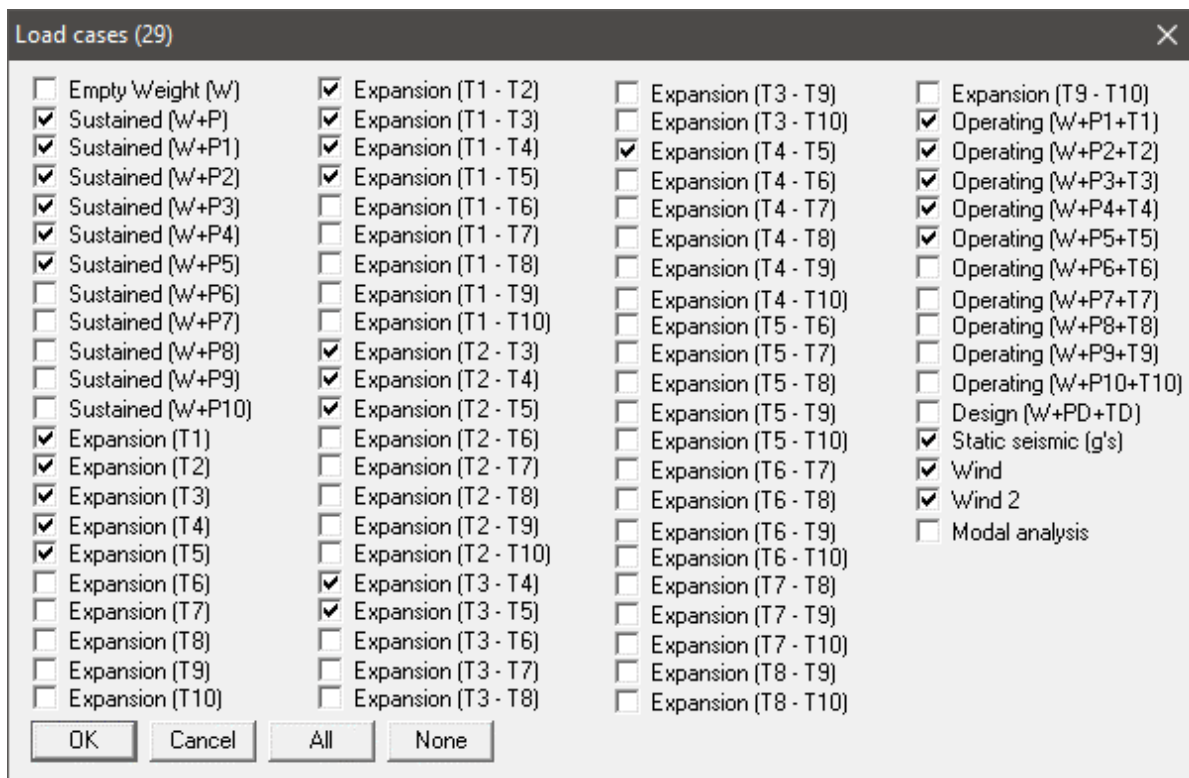 Load cases (29)
Empty Weight (W)
Sustained (W+P)
Sustained (W+P1)
Sustained (W+P2)
Sustained (W+P3)
Sustained (W+P4)
Sustained (W+P5)
Sustained (W+P6)
Sustained (W+P7)
Sustained (W+P8)
Sustained (W+P9)
Sustained (W+P10)
Expansion (T1)
Expansion (T2)
Expansion (T3)
Expansion (T4)
Expansion (T5)
Expansion (T6)
Expansion (T7)
Expansion (T8)
Expansion (T9)
Expansion (T10)
Expansion (T1 - T2)
Expansion (T1 - T3)
Expansion (T1 - T4)
Expansion (T1 - T5)
Expansion (T1 - T6)
Expansion (T1 - T7)
Expansion (T1 - T8)
Expansion (T1 - T9)
Expansion (T1 - T10)
Expansion (T2 - T3)
Expansion (T2 - T4)
Expansion (T2 - T5)
Expansion (T2 - T6)
Expansion (T2 - T7)
Expansion (T2 - T8)
Expansion (T2 - T9)
Expansion (T2 - T10)
Expansion (T3 - T4)
Expansion (T3 - T5)
Expansion (T3 - T6)
Expansion (T3 - T7)
Expansion (T3 - T8)
Expansion (T3 - T9)
Expansion (T3 - T10)
Expansion (T4 - T5)
Expansion (T4 - T6)
Expansion (T4 - T7)
Expansion (T4 - T8)
Expansion (T4 - T9)
Expansion (T4 - T10)
Expansion (T5 - T6)
Expansion (T5 - T7)
Expansion (T5 - T8)
Expansion (T5 - T9)
Expansion (T5 - T10)
Expansion (T6 - T7)
Expansion (T6 - T8)
Expansion (T6 - T9)
Expansion (T6 - T10)
Expansion (T7 - T8)
Expansion (T7 - T9)
Expansion (T7 - T10)
Expansion (T8 - T9)
Expansion (T8 - T10)
Expansion (T9 - T10)
Operating (W+P1+T1)
Operating (W+P2+T2)
Operating (W+P3+T3)
Operating (W+P4+T4)
Operating (W+P5+T5)
Operating (W+P6+T6)
Operating (W+P7+T7)
Operating (W+P8+T8)
Operating (W+P9+T9)
Operating (W+P10+T10)
Design (W+PD+TD)
Static seismic (g's)
Wind
Wind 2
Modal analysis
OK
Cancel
All
None